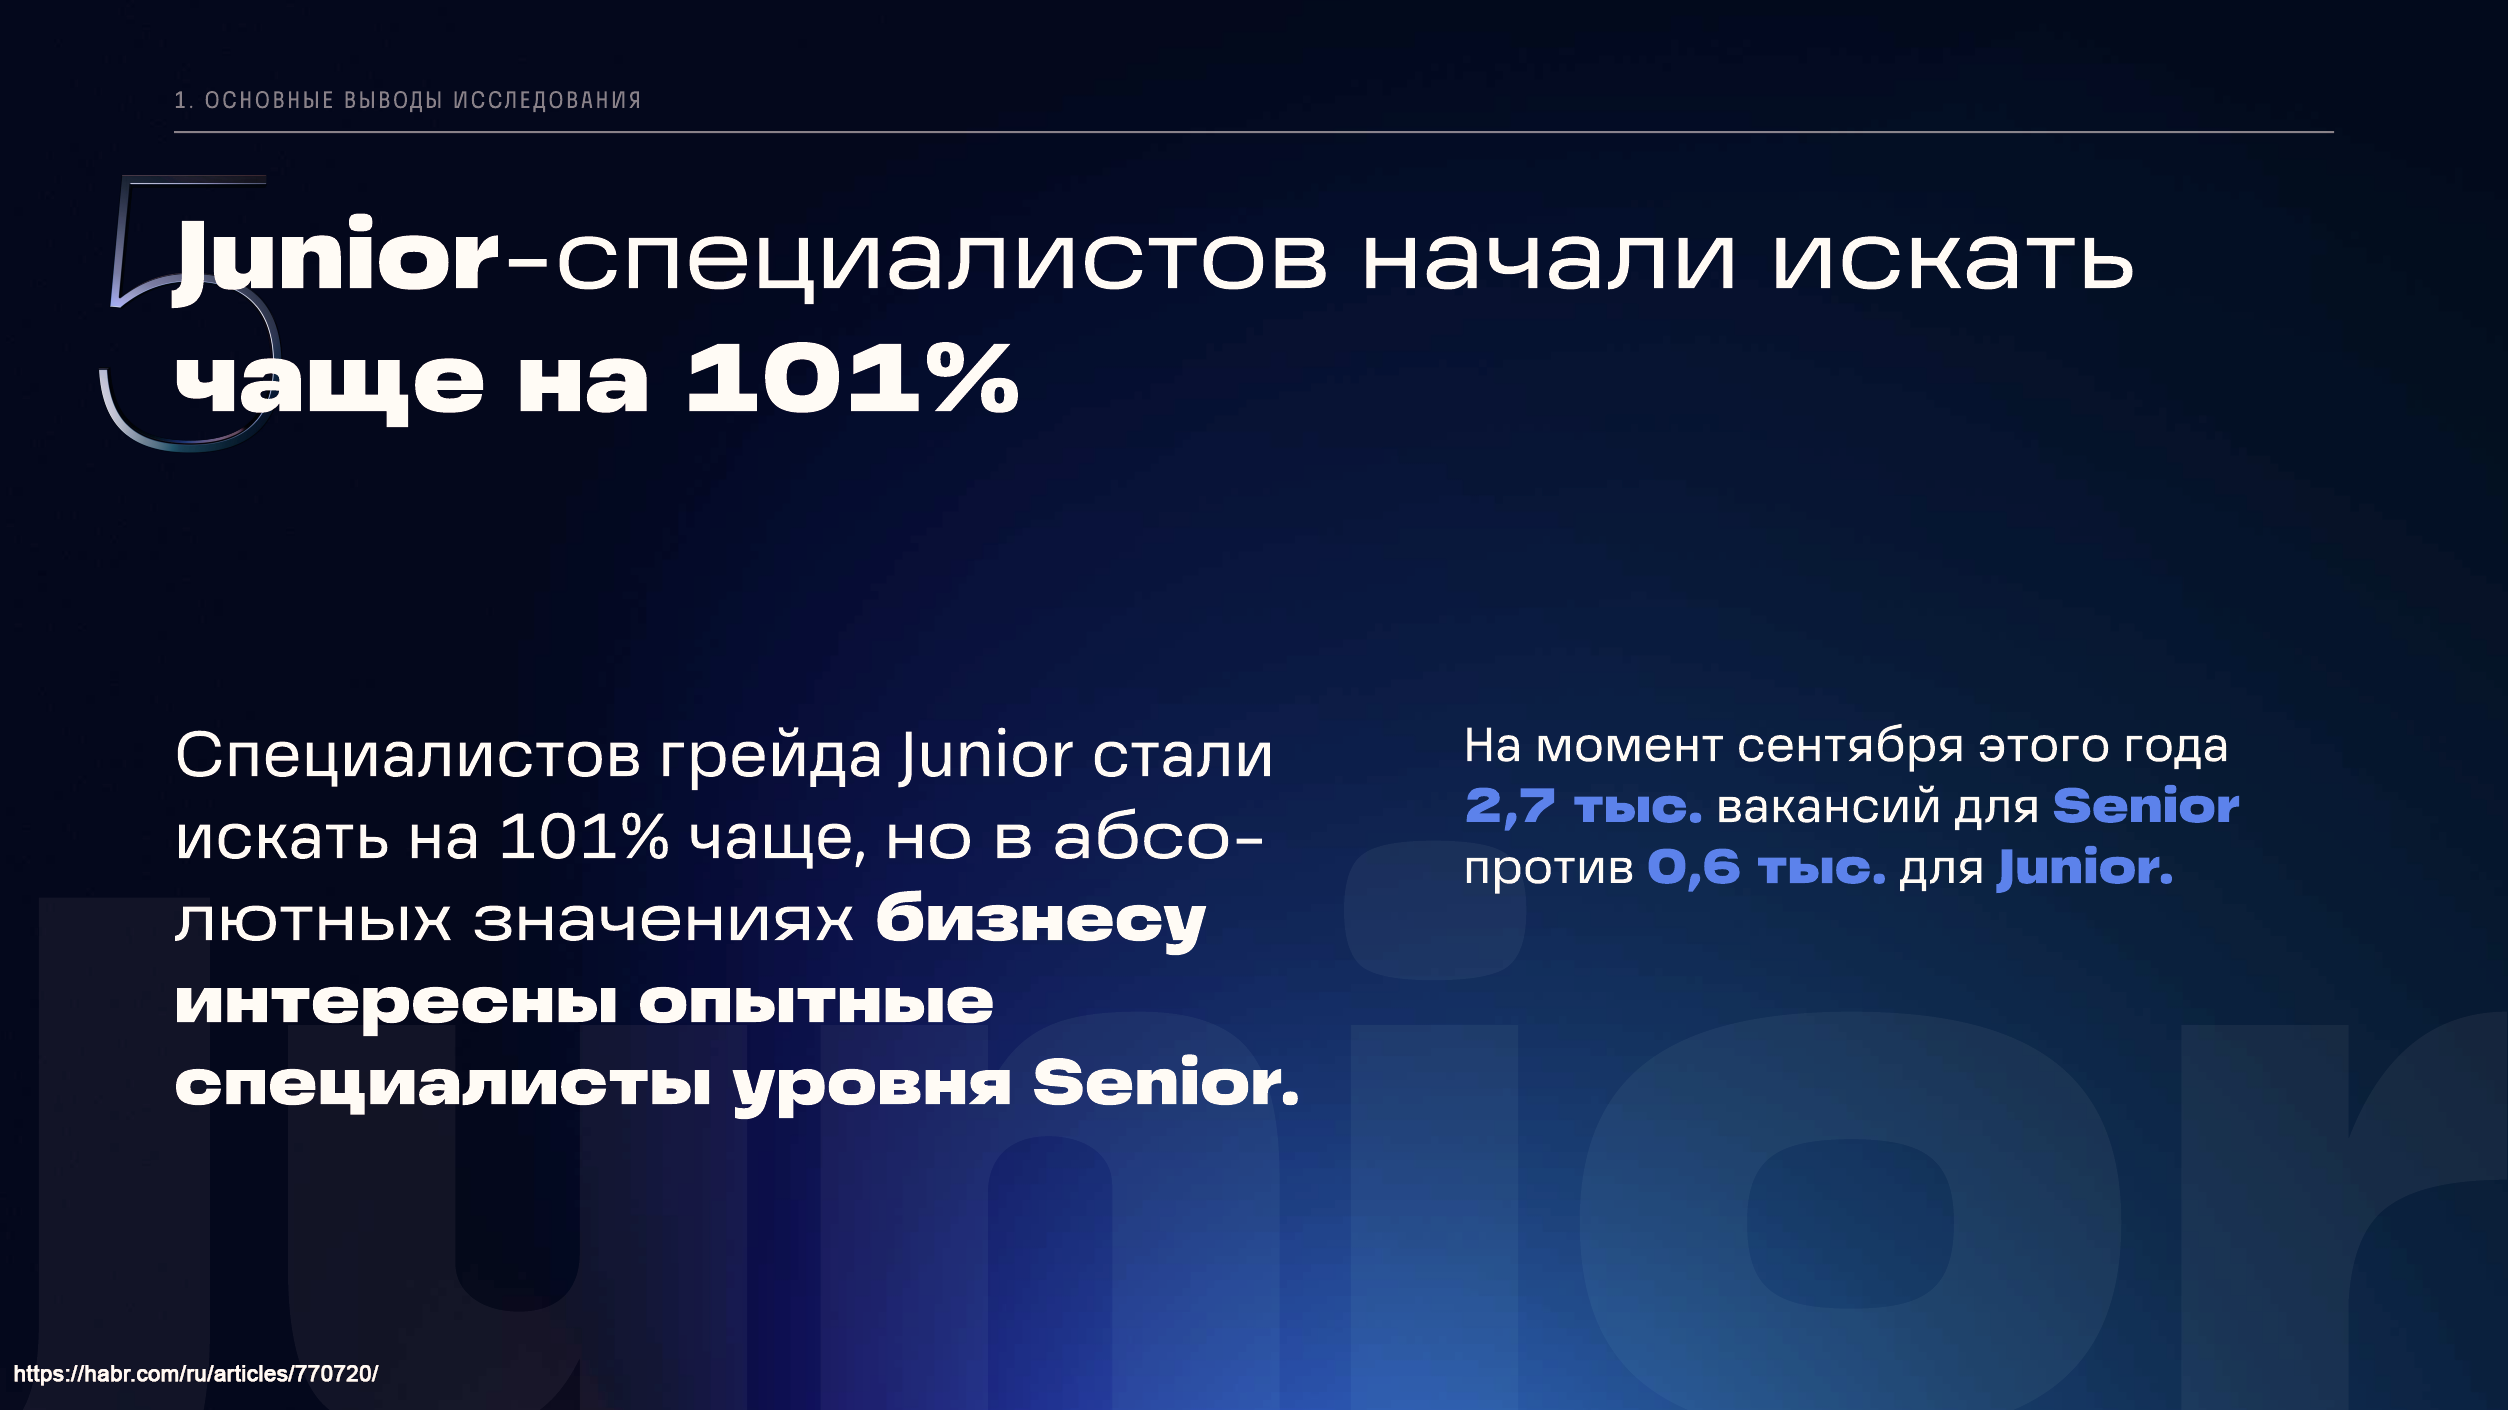 1. ОСНОВНЫЕ ВЫВОДЫ ИССЛЕДОВАНИЯ
5
Junior-специалистов начали искать
чаще на 101%
Специалистов грейда Junior стали
искать на 101% чаще, но в абсо-
лютных значениях бизнесу
интересны опытные
специалисты уровня Senior.
На момент сентября этого года
2,7 тыс. вакансий для Senior
против 0,6 тыс. для Junior.
Junior
https://habr.com/ru/articles/770720/